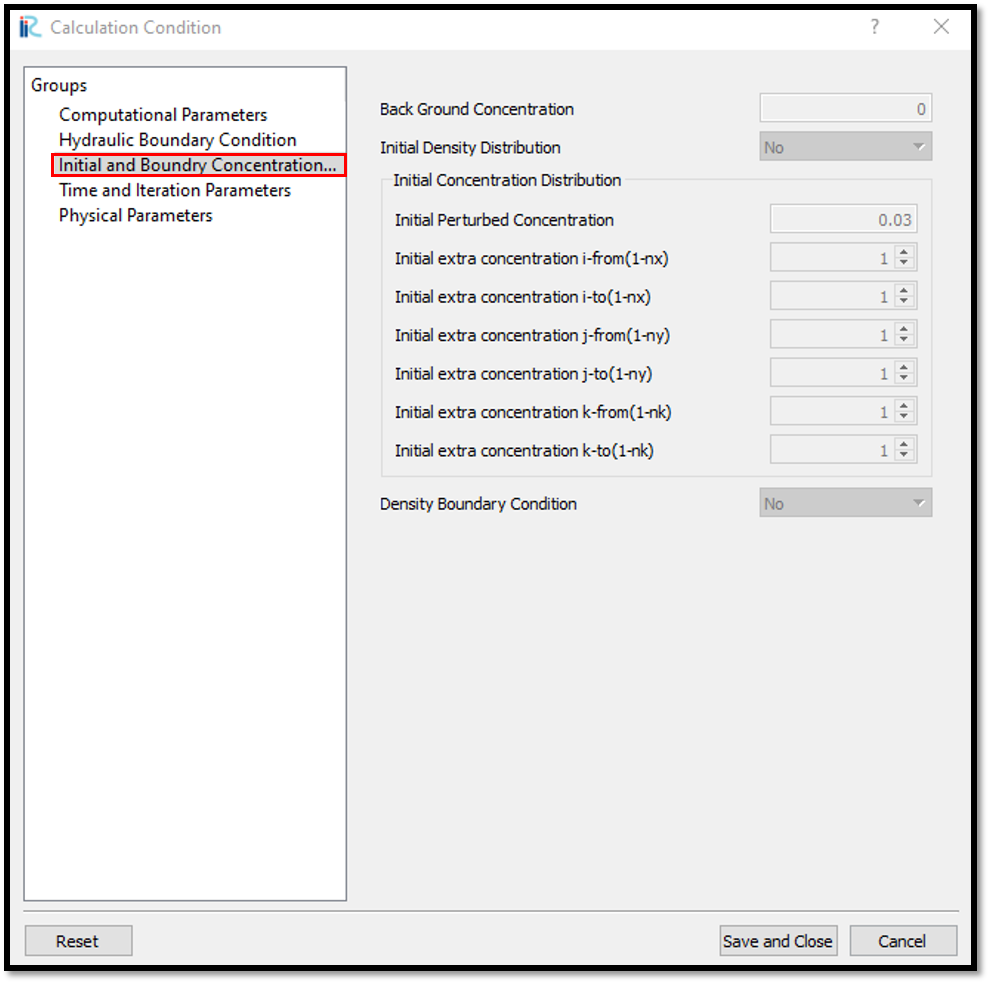 iRC Calculation Condition ?
Groups
Computational Parameters
Hydraulic Boundary Condition
Initial and Boundry Concentration...
Time and Iteration Parameters
Physical Parameters
Back Ground Concentration 0
Initial Density Distribution No
Initial Concentration Distribution
Initial Perturbed Concentration 0.03
Initial extra concentration i-from(1-nx) 1
Initial extra concentration i-to(1-nx) 1
Initial extra concentration j-from(1-ny) 1
Initial extra concentration j-to(1-ny) 1
Initial extra concentration k-from(1-nk) 1
Initial extra concentration k-to(1-nk) 1
Density Boundary Condition No
Reset Save and Close Cancel